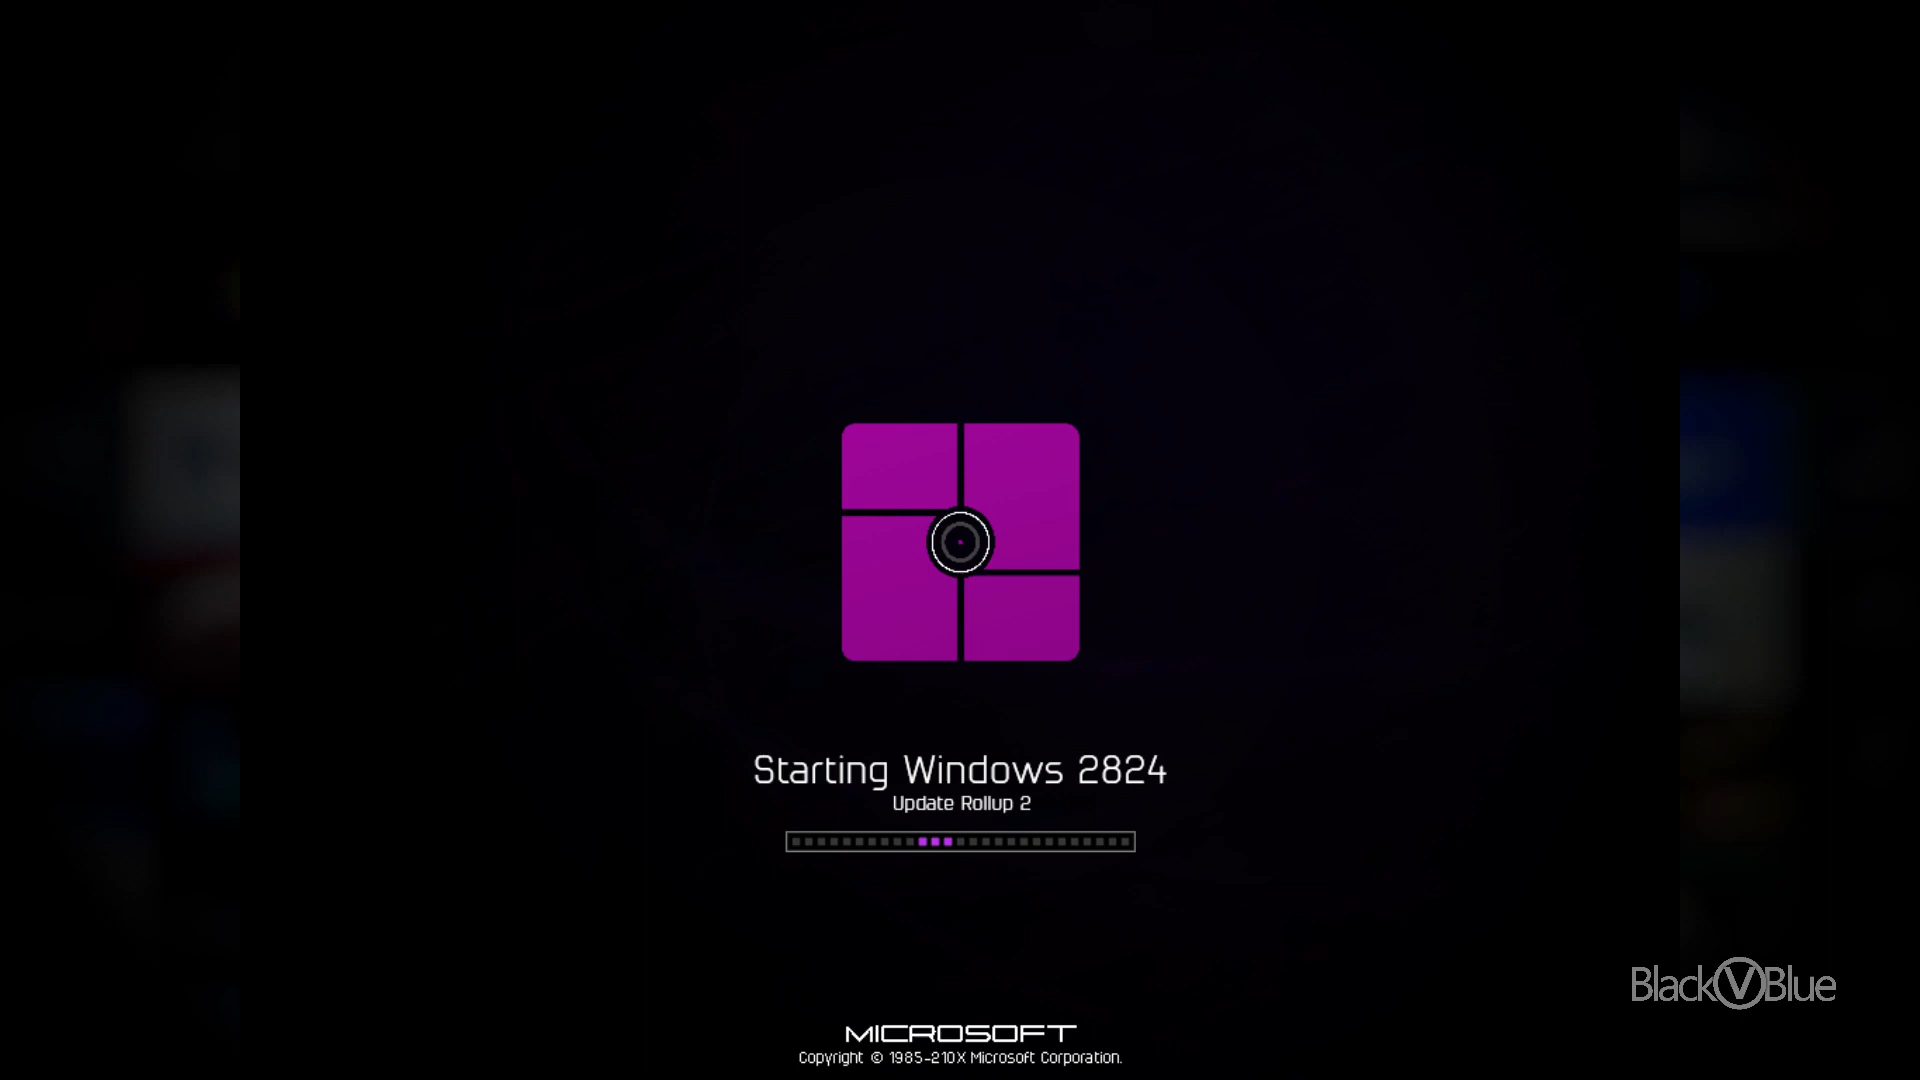 Starting Windows 2824
Update Rollup 2
BlackVBlue
MICROSOFT
Copyright © 1985-210X Microsoft Corporation.